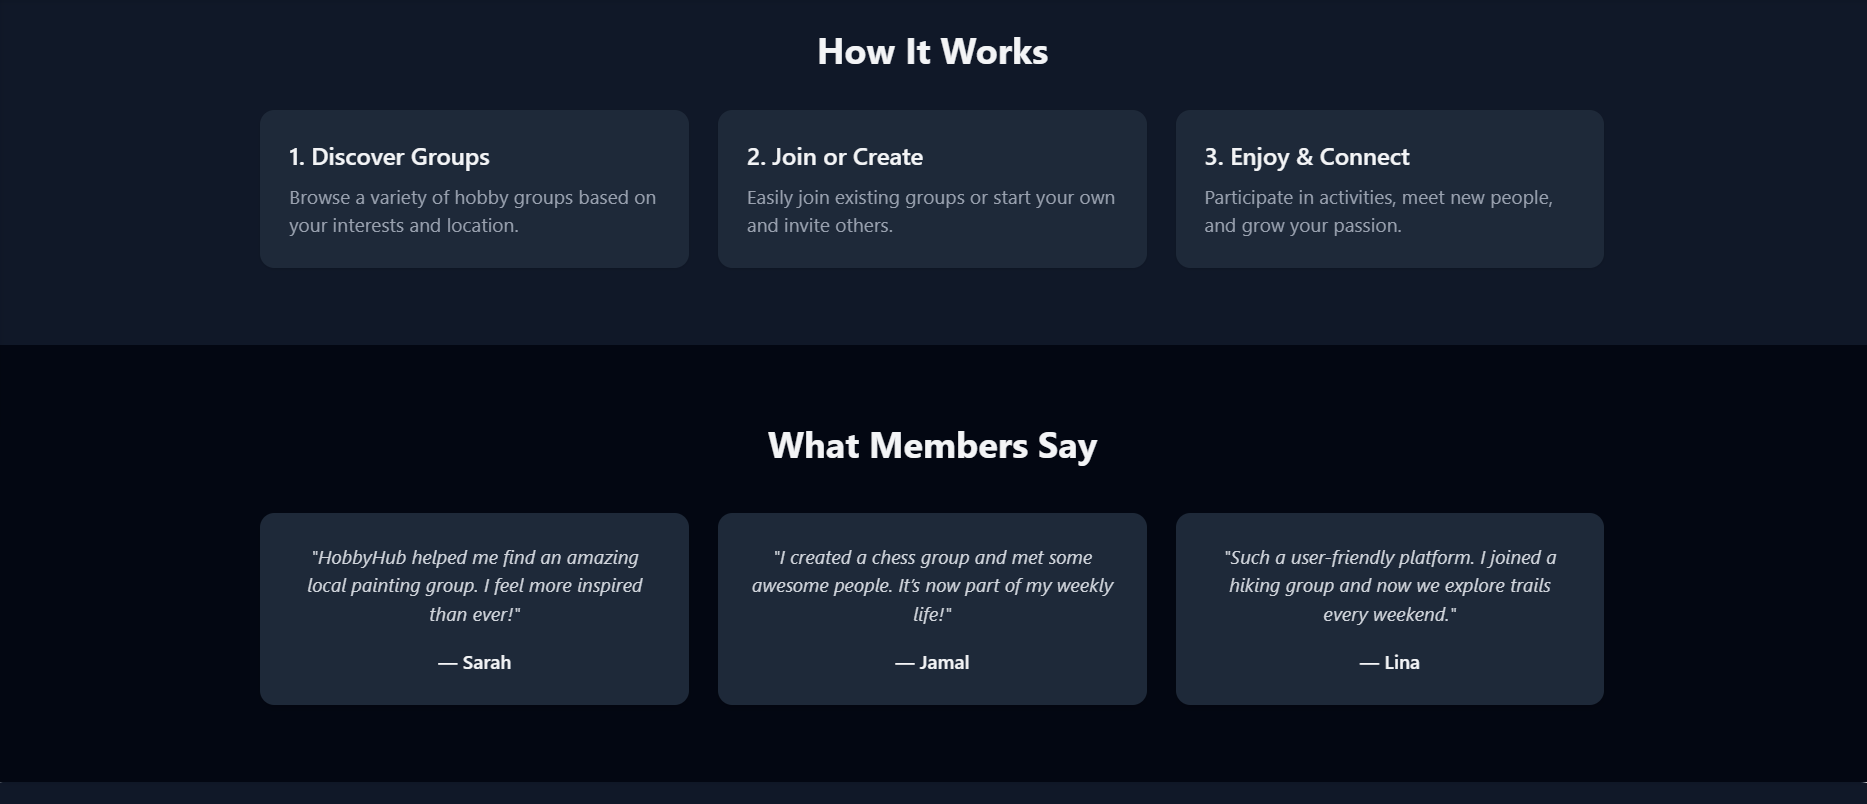 How It Works
1. Discover Groups
Browse a variety of hobby groups based on
your interests and location.
2. Join or Create
Easily join existing groups or start your own
and invite others.
3. Enjoy & Connect
Participate in activities, meet new people,
and grow your passion.
What Members Say
"HobbyHub helped me find an amazing
local painting group. I feel more inspired
than ever!"
— Sarah
"I created a chess group and met some
awesome people. It's now part of my weekly
life!"
— Jamal
"Such a user-friendly platform. I joined a
hiking group and now we explore trails
every weekend."
— Lina